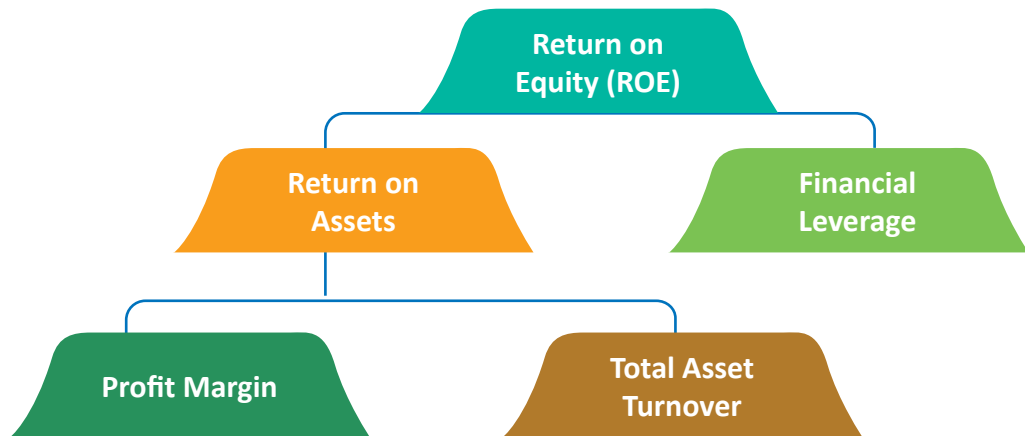 Return on
Equity (ROE)
Return on
Assets
Financial
Leverage
Profit Margin
Total Asset
Turnover